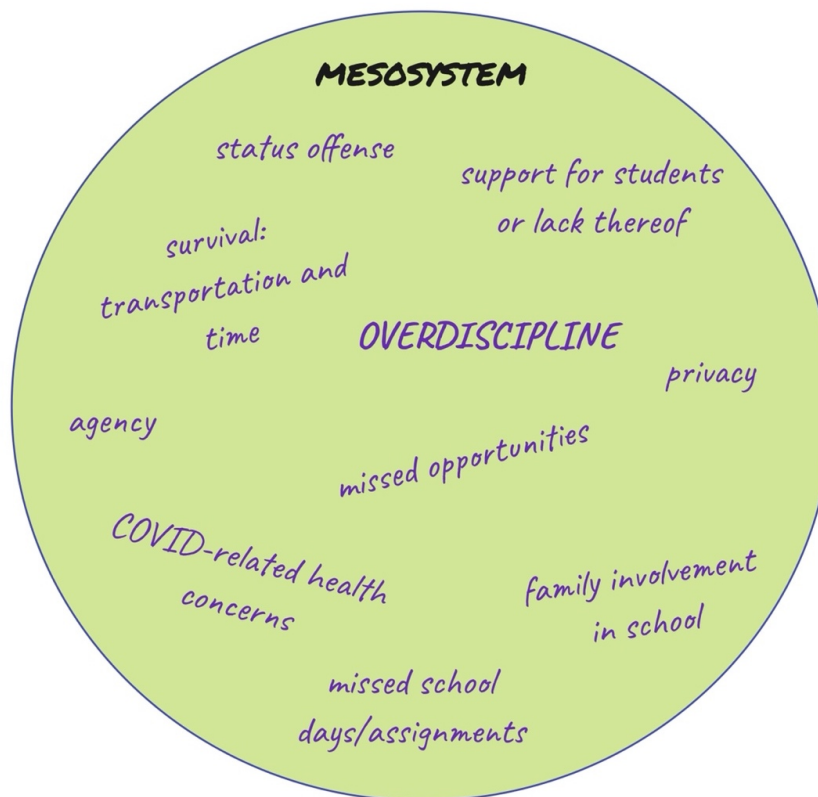 MESOSYSTEM
status offense
support for students
or lack thereof
survival:
transportation and
time
OVERDISCIPLINE
privacy
agency
missed opportunities
COVID-related health
concerns
family involvement
in school
missed school
days/assignments